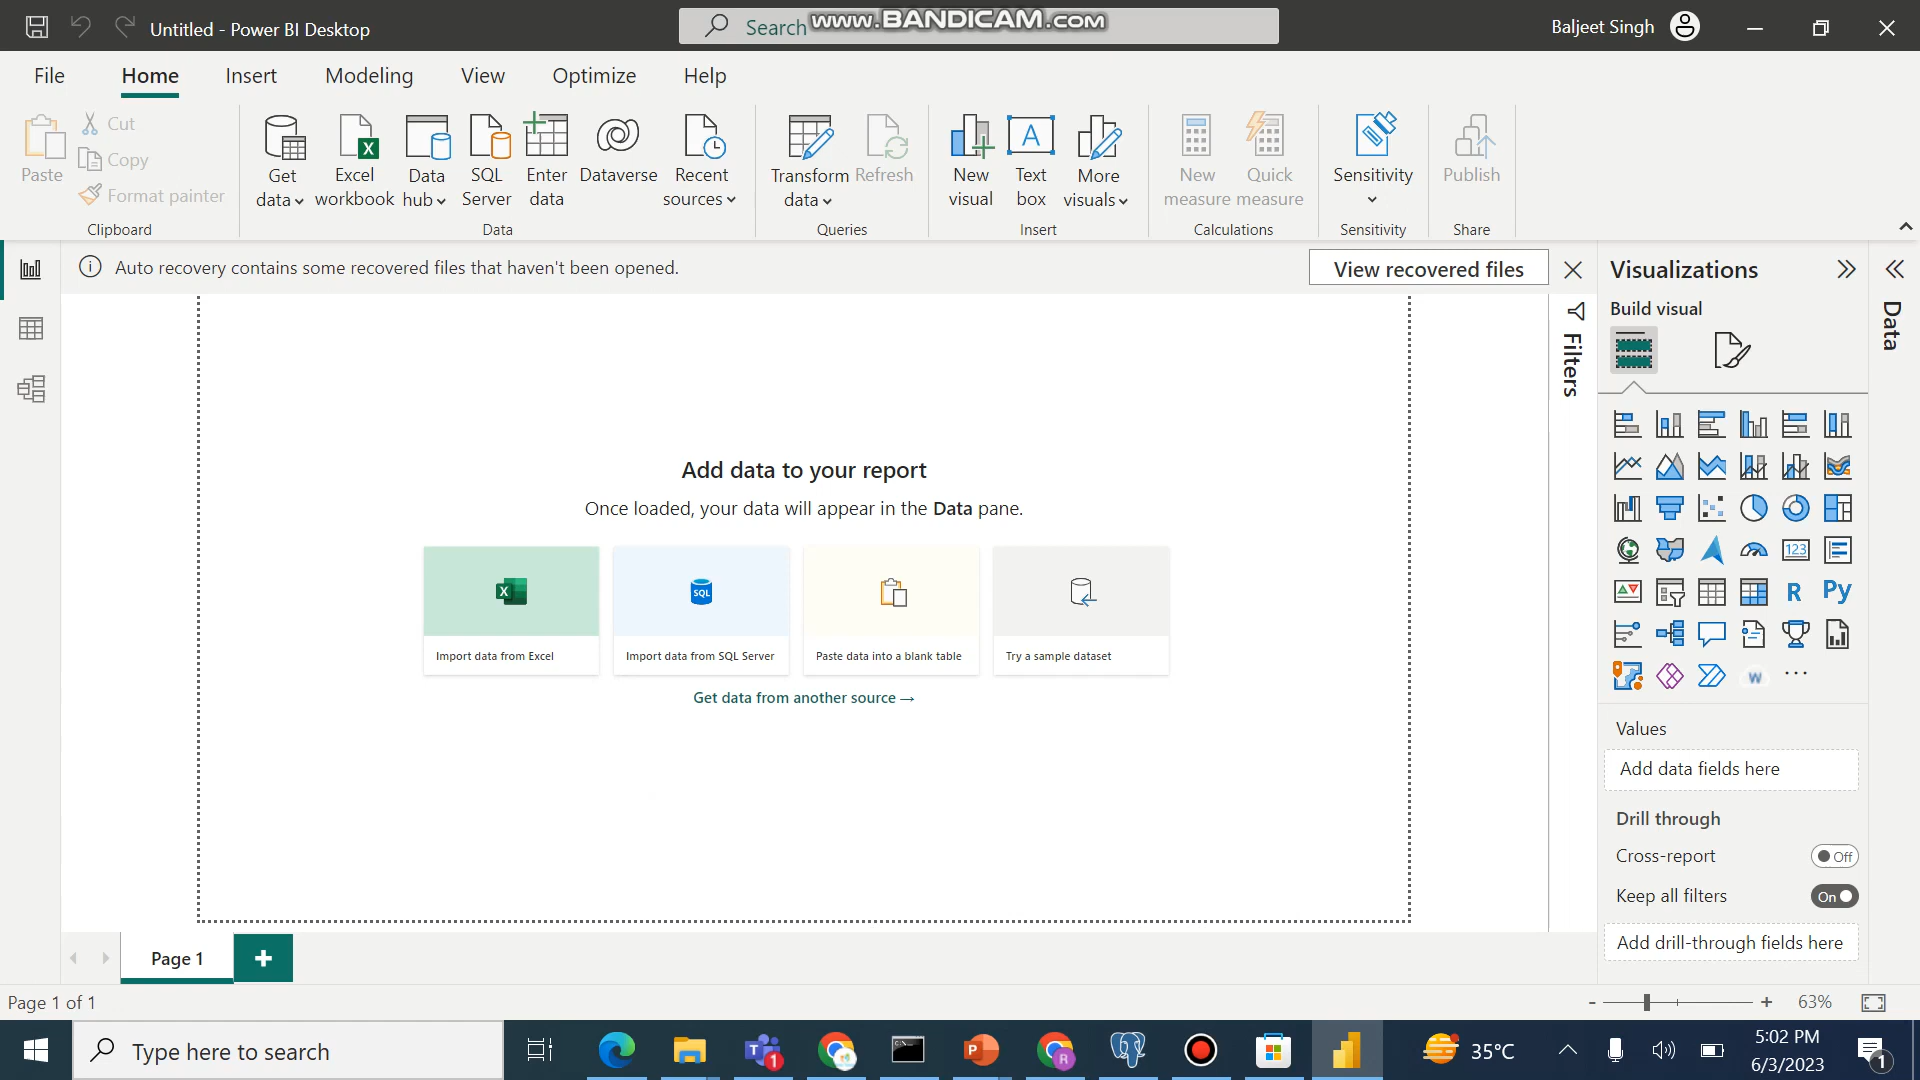 Untitled - Power BI Desktop
Search
www.BANDICAM.com
Baljeet Singh
File
Home
Insert
Modeling
View
Optimize
Help
Paste
Cut
Copy
Format painter
Clipboard
Get data
Excel workbook
Data hub
SQL Server
Enter data
Dataverse
Recent sources
Data
Transform data
Refresh
Queries
New visual
Text box
More visuals
Insert
New measure
Quick measure
Calculations
Sensitivity
Sensitivity
Publish
Share
Auto recovery contains some recovered files that haven't been opened.
View recovered files
Add data to your report
Once loaded, your data will appear in the Data pane.
X
SQL
Import data from Excel
Import data from SQL Server
Paste data into a blank table
Try a sample dataset
Get data from another source →
Filters
Visualizations
Build visual
123
R
Py
W
...
Values
Add data fields here
Drill through
Cross-report
Off
Keep all filters
On
Add drill-through fields here
Data
Page 1
+
Page 1 of 1
-
+
63%
Type here to search
1
P
R
35°C
5:02 PM
6/3/2023
1